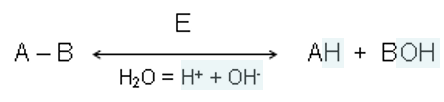 E
A – B AH + BOH
H₂O = H⁺ + OH⁻